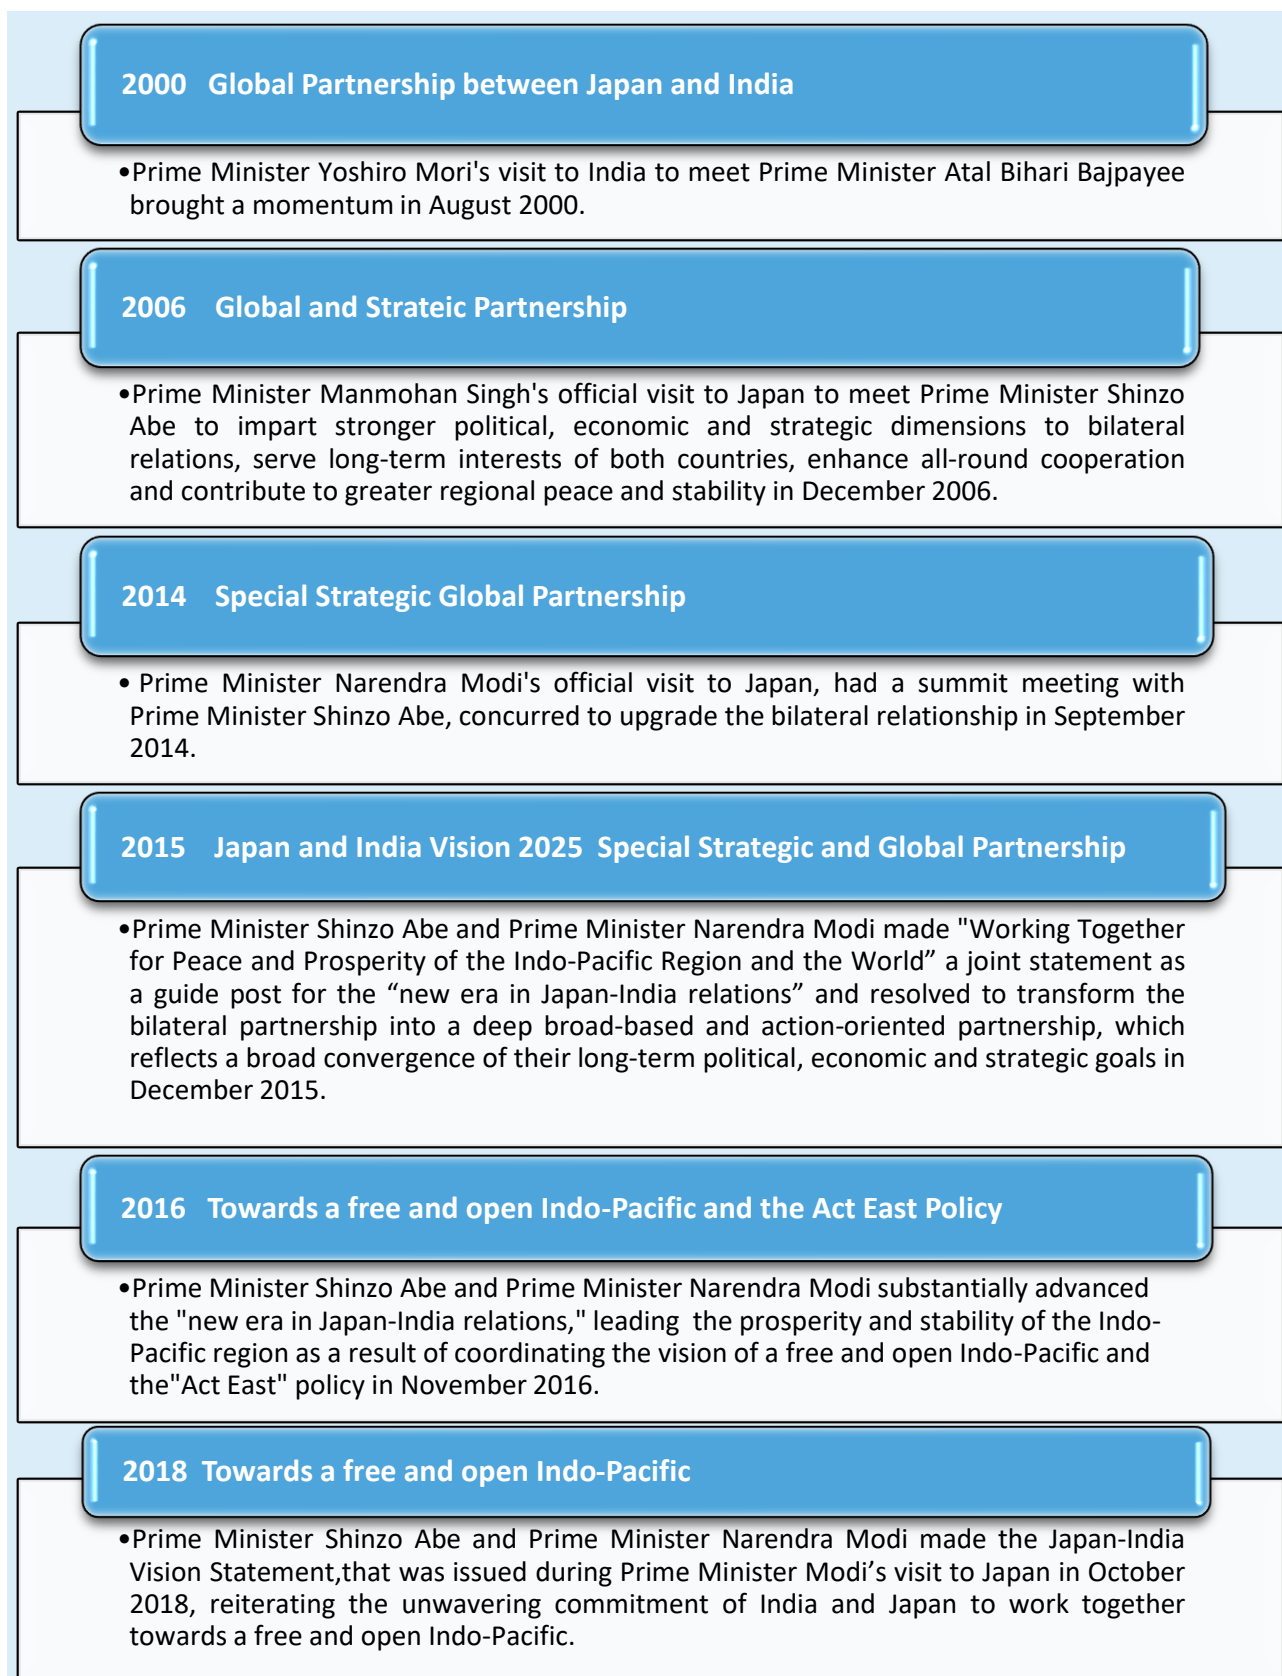 2000 Global Partnership between Japan and India
•Prime Minister Yoshiro Mori's visit to India to meet Prime Minister Atal Bihari Bajpayee
brought a momentum in August 2000.
2006 Global and Strateic Partnership
•Prime Minister Manmohan Singh's official visit to Japan to meet Prime Minister Shinzo
Abe to impart stronger political, economic and strategic dimensions to bilateral
relations, serve long-term interests of both countries, enhance all-round cooperation
and contribute to greater regional peace and stability in December 2006.
2014 Special Strategic Global Partnership
• Prime Minister Narendra Modi's official visit to Japan, had a summit meeting with
Prime Minister Shinzo Abe, concurred to upgrade the bilateral relationship in September
2014.
2015 Japan and India Vision 2025 Special Strategic and Global Partnership
•Prime Minister Shinzo Abe and Prime Minister Narendra Modi made "Working Together
for Peace and Prosperity of the Indo-Pacific Region and the World” a joint statement as
a guide post for the “new era in Japan-India relations” and resolved to transform the
bilateral partnership into a deep broad-based and action-oriented partnership, which
reflects a broad convergence of their long-term political, economic and strategic goals in
December 2015.
2016 Towards a free and open Indo-Pacific and the Act East Policy
•Prime Minister Shinzo Abe and Prime Minister Narendra Modi substantially advanced
the "new era in Japan-India relations," leading the prosperity and stability of the Indo-
Pacific region as a result of coordinating the vision of a free and open Indo-Pacific and
the"Act East" policy in November 2016.
2018 Towards a free and open Indo-Pacific
•Prime Minister Shinzo Abe and Prime Minister Narendra Modi made the Japan-India
Vision Statement,that was issued during Prime Minister Modi’s visit to Japan in October
2018, reiterating the unwavering commitment of India and Japan to work together
towards a free and open Indo-Pacific.